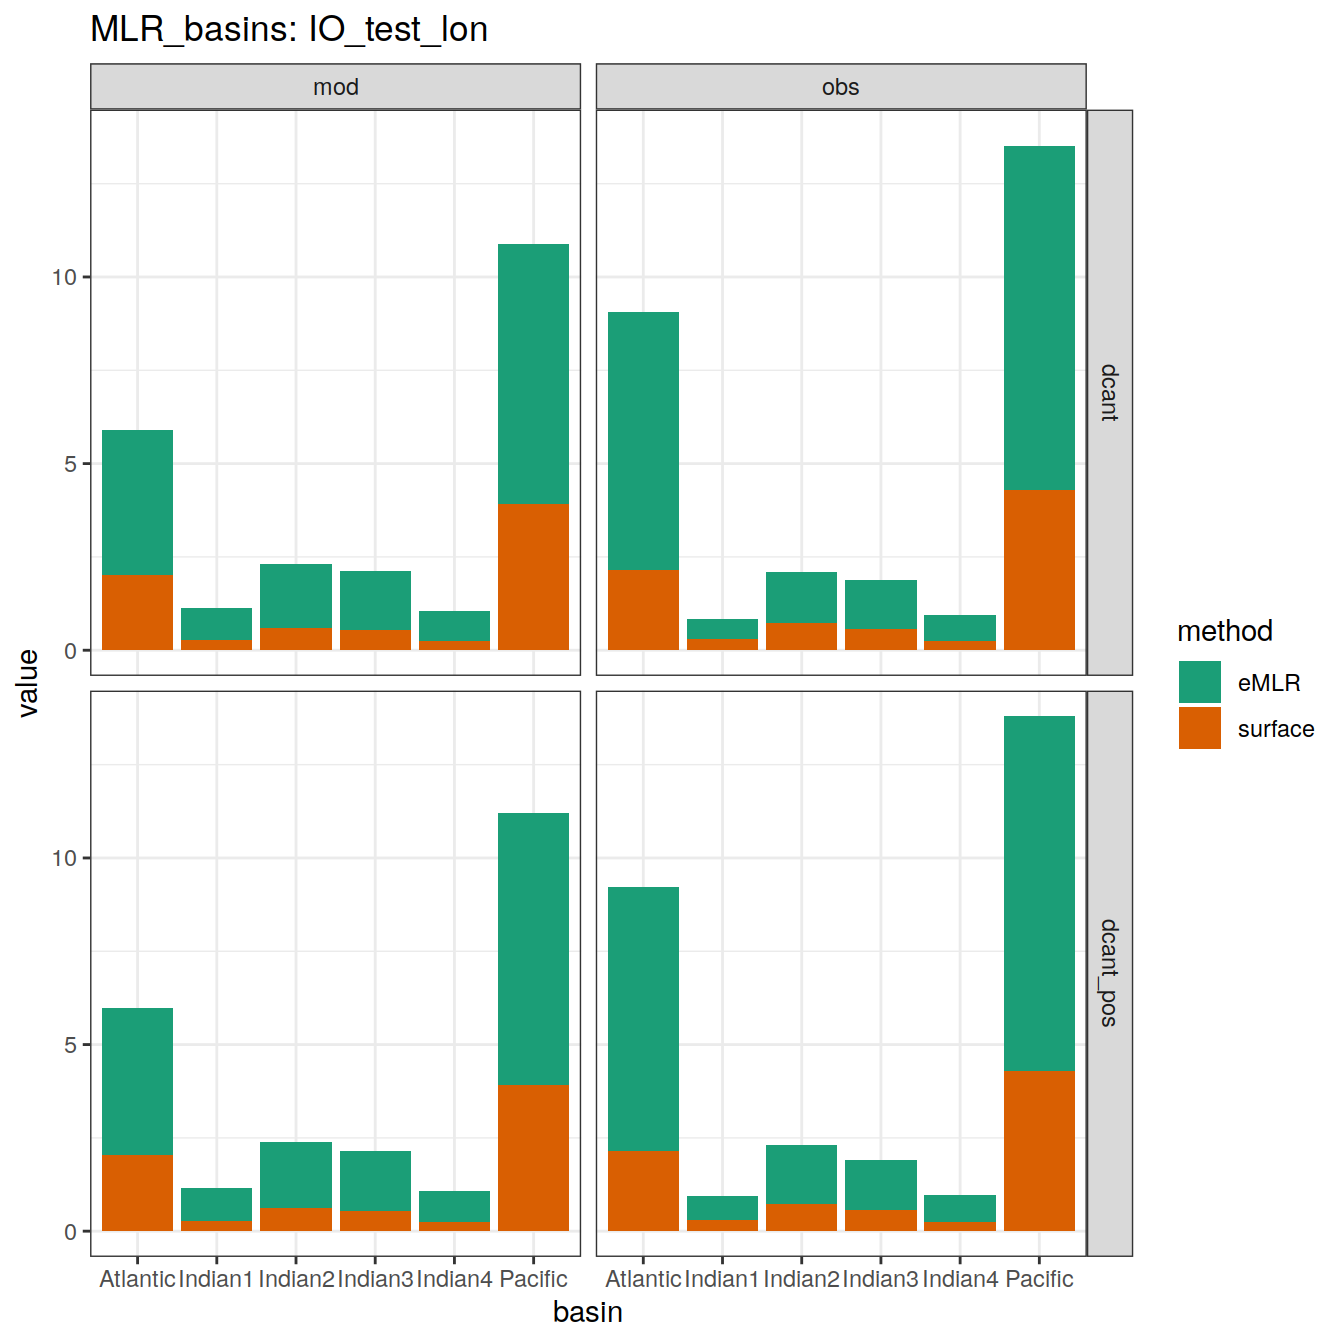 MLR_basins: IO_test_lon
mod
obs
10
5
0
dcant
10
5
0
dcant_pos
value
Atlantic Indian1 Indian2 Indian3 Indian4 Pacific
Atlantic Indian1 Indian2 Indian3 Indian4 Pacific
basin
method
eMLR
surface